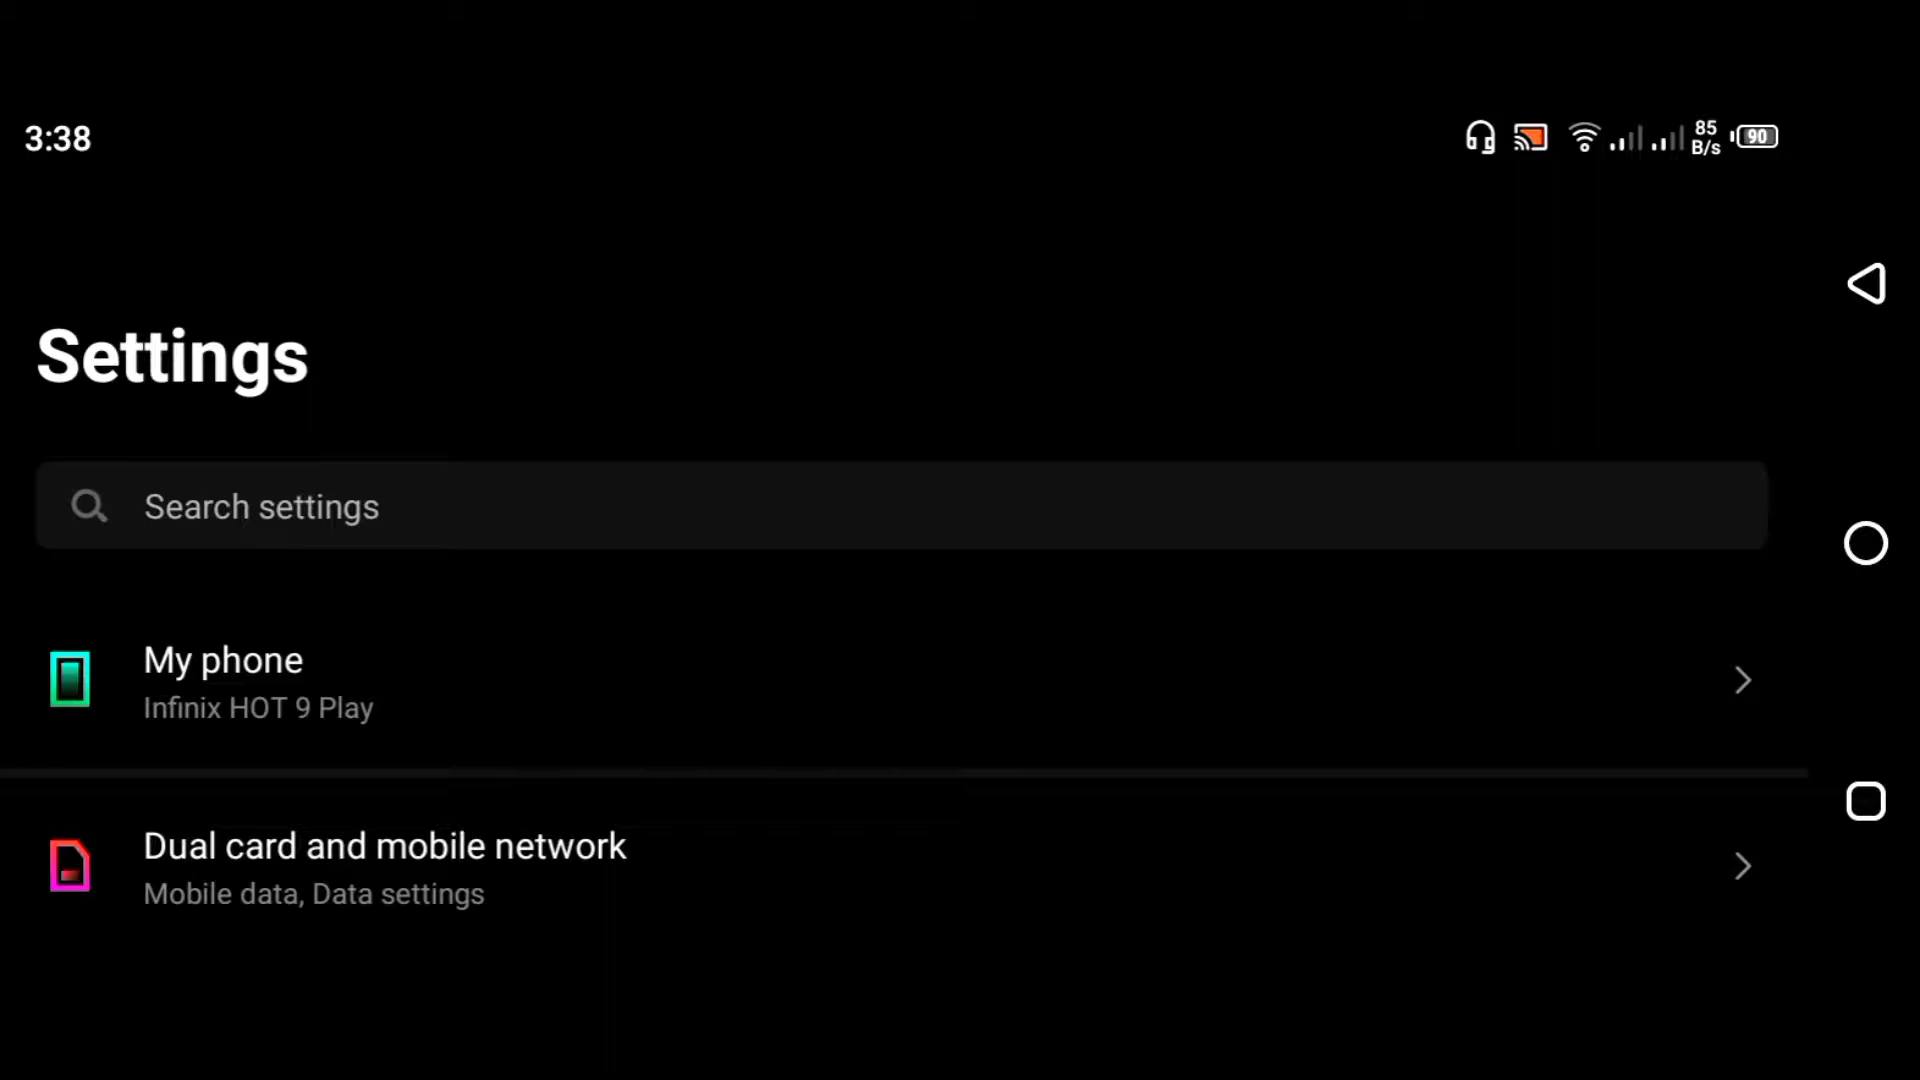 3:38
85
B/s
90
Settings
Search settings
My phone
Infinix HOT 9 Play
Dual card and mobile network
Mobile data, Data settings